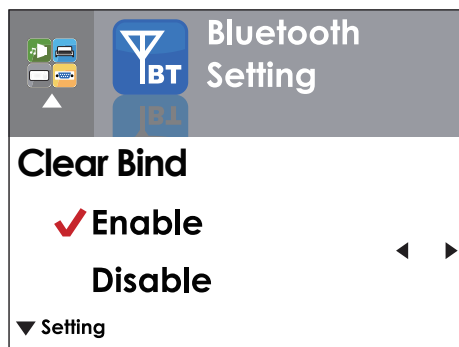 Bluetooth
Setting
BT
Clear Bind
Enable
Disable
Setting